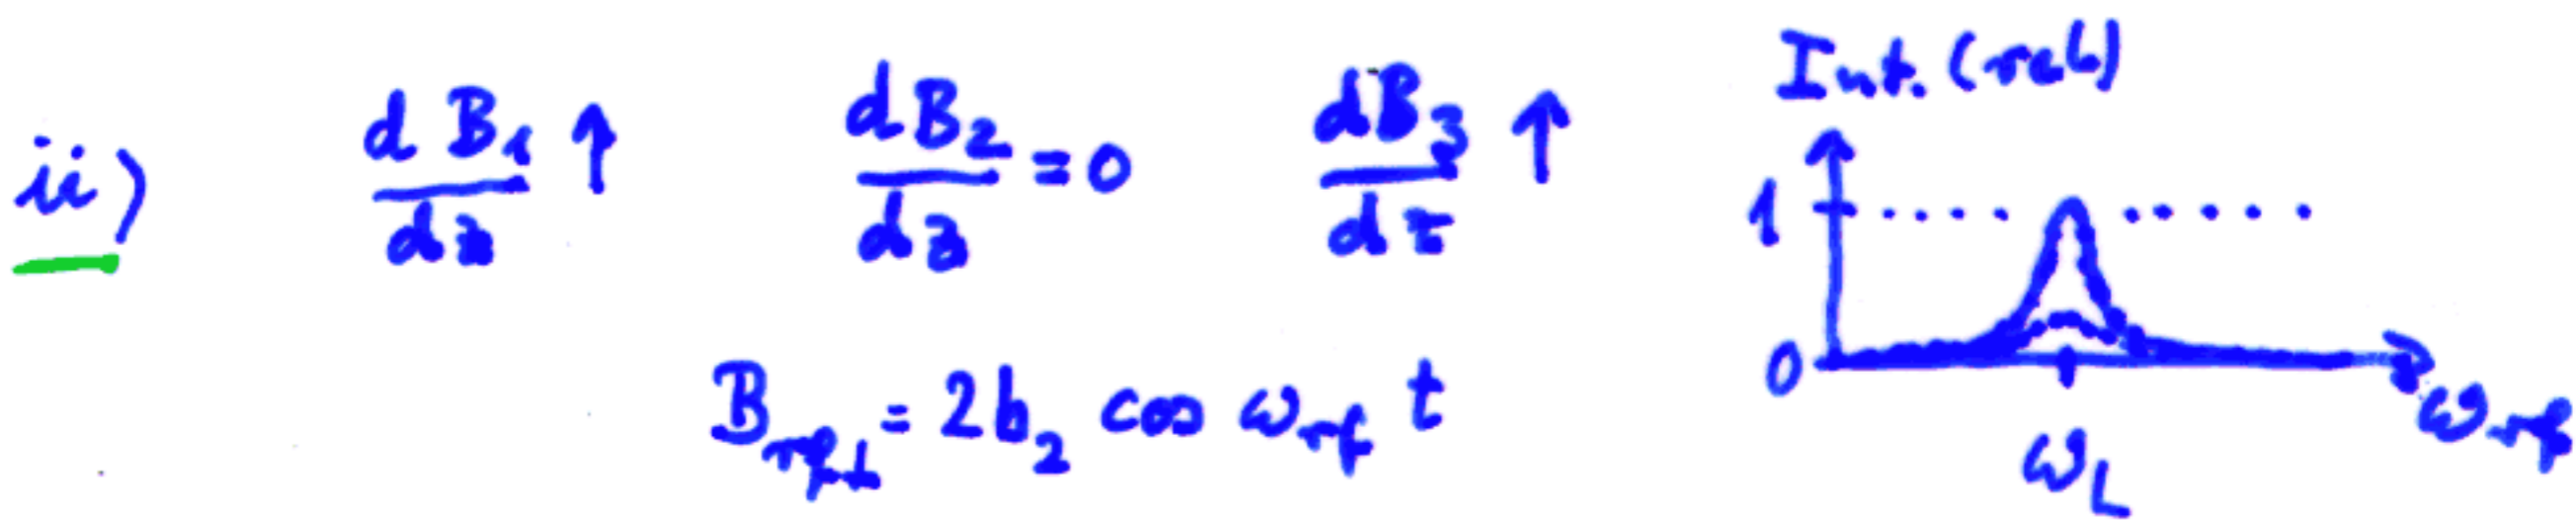 Int. (rel)
ii) dB₁/dz ↑ dB₂/dz = 0 dB₃/dz ↑
1
0
B_rf⊥ = 2b₂ cos ω_rf t
ω_rf
ω_L